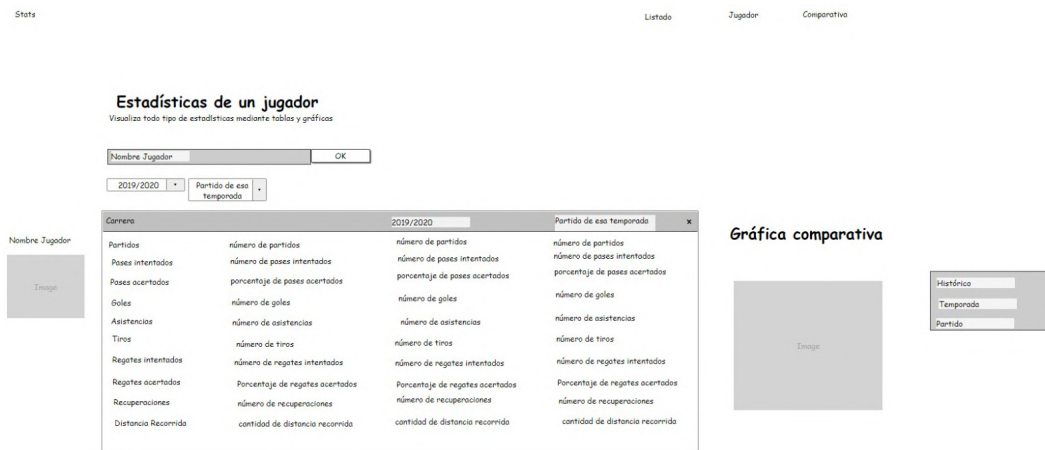 Stats
Listado
Jugador
Comparativa
Estadísticas de un jugador
Visualiza todo tipo de estadísticas mediante tablas y gráficas
Nombre Jugador
OK
2019/2020
Partido de esa
temporada
Carrera 2019/2020 Partido de esa temporada x
Partidos número de partidos número de partidos número de partidos
Pases intentados número de pases intentados número de pases intentados número de pases intentados
Pases acertados porcentaje de pases acertados porcentaje de pases acertados porcentaje de pases acertados
Goles número de goles número de goles número de goles
Asistencias número de asistencias número de asistencias número de asistencias
Tiros número de tiros número de tiros número de tiros
Regates intentados número de regates intentados número de regates intentados número de regates intentados
Regates acertados Porcentaje de regates acertados Porcentaje de regates acertados Porcentaje de regates acertados
Recuperaciones número de recuperaciones número de recuperaciones número de recuperaciones
Distancia Recorrida cantidad de distancia recorrida cantidad de distancia recorrida cantidad de distancia recorrida
Nombre Jugador
Image
Gráfica comparativa
Image
Histórico
Temporada
Partido